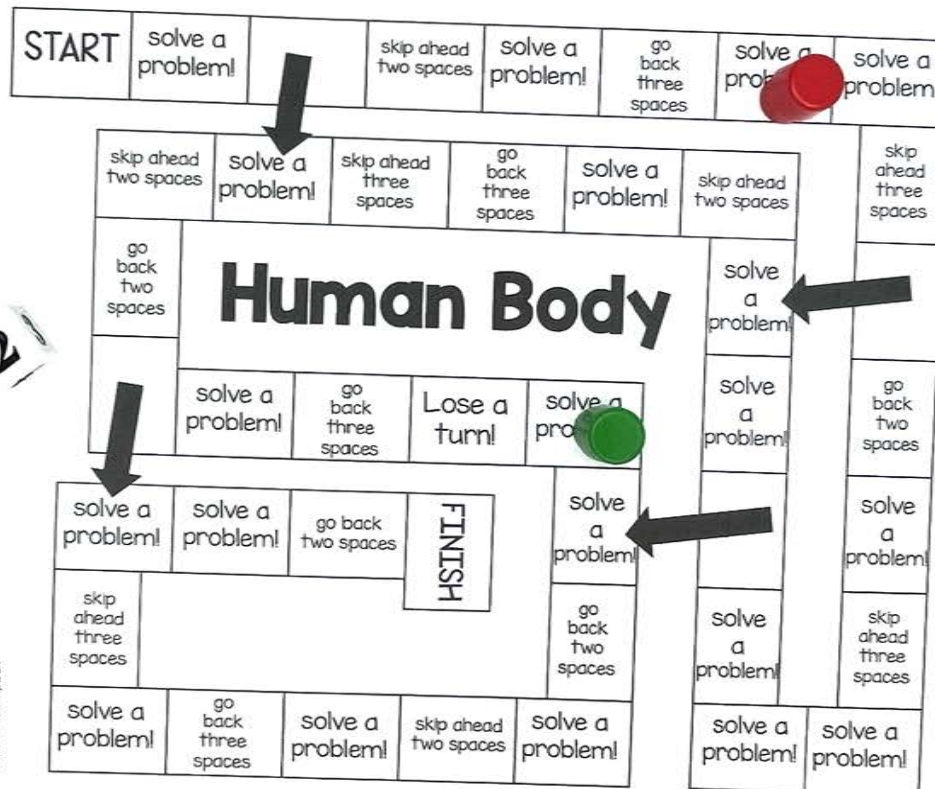 START
solve a
problem!
skip ahead
two spaces
solve a
problem!
go
back
three
spaces
solve a
prob
solve a
problem
skip ahead
two spaces
solve a
problem!
skip ahead
three
spaces
go
back
three
spaces
solve a
problem!
skip ahead
two spaces
skip
ahead
three
spaces
go
back
two
spaces
Human Body
solve
a
problem!
solve a
problem!
go
back
three
spaces
Lose a
turn!
solve a
pro
solve
a
problem!
go
back
two
spaces
solve a
problem!
solve a
problem!
go back
two spaces
FINISH
solve
a
problem!
solve
a
problem!
skip
ahead
three
spaces
go
back
two
spaces
solve
a
problem!
skip
ahead
three
spaces
solve a
problem!
go
back
three
spaces
solve a
problem!
skip ahead
two spaces
solve a
problem!
solve a
problem!
solve a
problem!
2